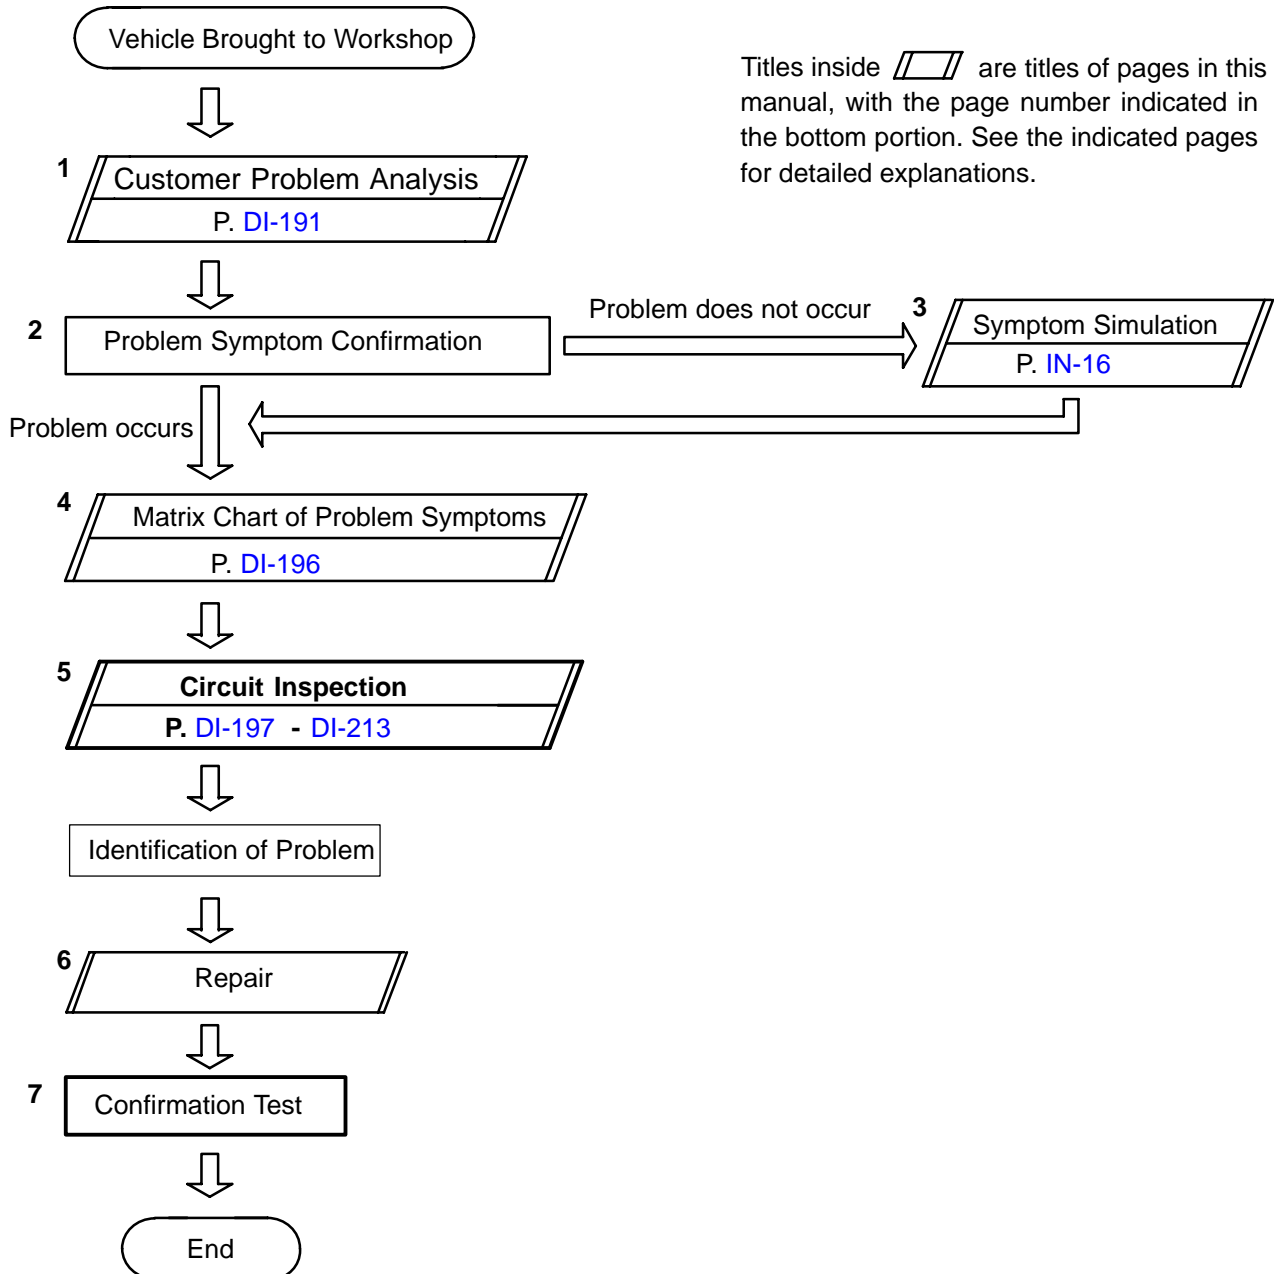 Vehicle Brought to Workshop
Titles inside are titles of pages in this
manual, with the page number indicated in
the bottom portion. See the indicated pages
for detailed explanations.
1
Customer Problem Analysis
P. DI-191
2
Problem Symptom Confirmation
Problem does not occur
3
Symptom Simulation
P. IN-16
Problem occurs
4
Matrix Chart of Problem Symptoms
P. DI-196
5
Circuit Inspection
P. DI-197 - DI-213
Identification of Problem
6
Repair
7
Confirmation Test
End